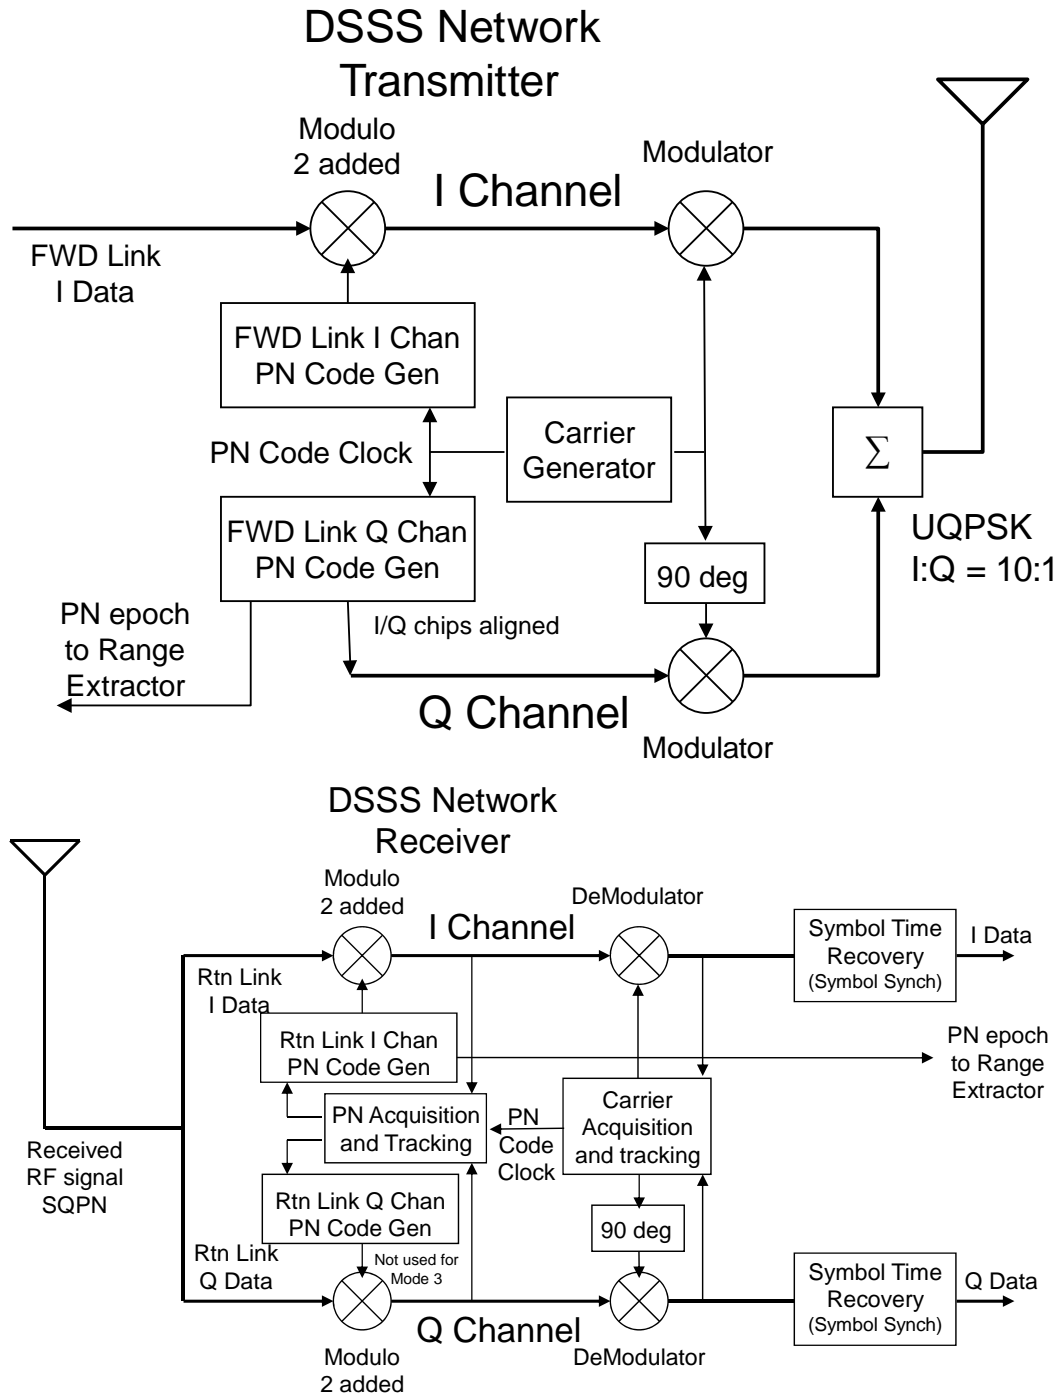 DSSS Network
Transmitter
Modulo
2 added
I Channel
Modulator
FWD Link
I Data
FWD Link I Chan
PN Code Gen
PN Code Clock
Carrier
Generator
Σ
FWD Link Q Chan
PN Code Gen
UQPSK
I:Q = 10:1
90 deg
PN epoch
to Range
Extractor
I/Q chips aligned
Q Channel
Modulator
DSSS Network
Receiver
Modulo
2 added
I Channel
DeModulator
Symbol Time
Recovery
(Symbol Synch)
I Data
Rtn Link
I Data
Rtn Link I Chan
PN Code Gen
PN epoch
to Range
Extractor
PN Acquisition
and Tracking
PN
Code
Clock
Carrier
Acquisition
and tracking
Received
RF signal
SQPN
Rtn Link Q Chan
PN Code Gen
90 deg
Rtn Link
Q Data
Not used for
Mode 3
Symbol Time
Recovery
(Symbol Synch)
Q Data
Q Channel
Modulo
2 added
DeModulator